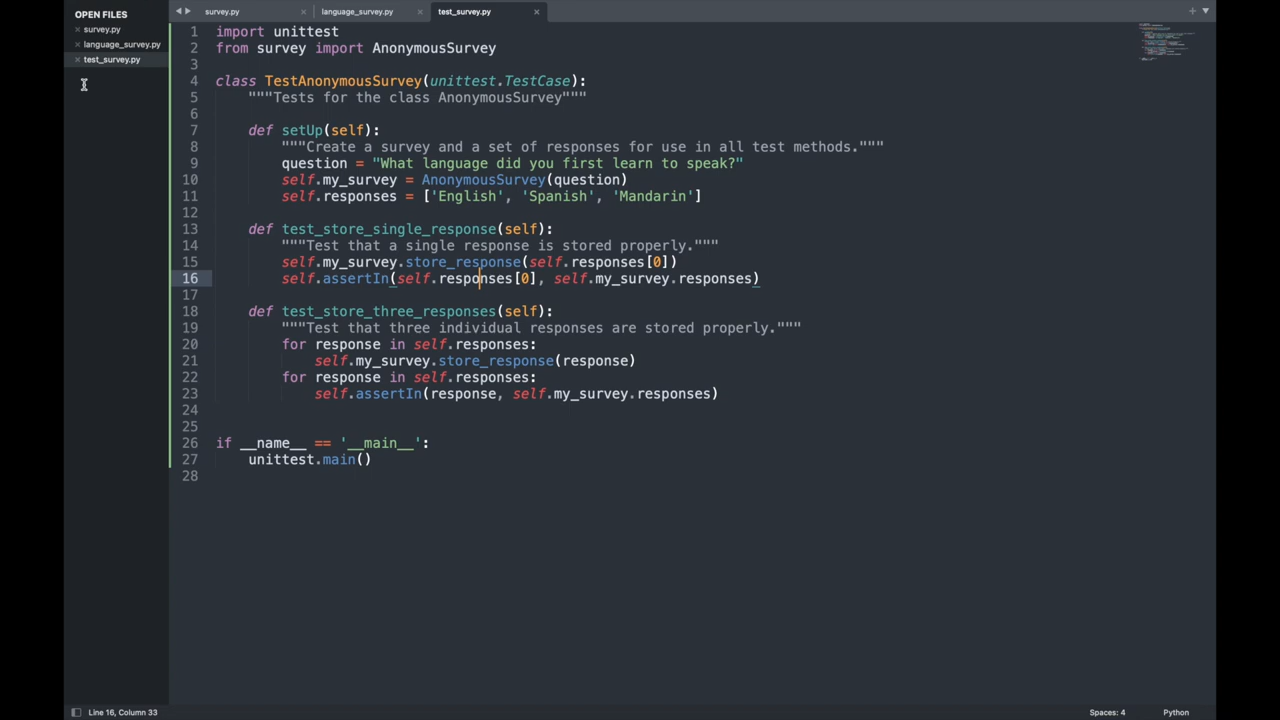 OPEN FILES
survey.py
language_survey.py
test_survey.py
survey.py
language_survey.py
test_survey.py
1 import unittest
2 from survey import AnonymousSurvey
3
4 class TestAnonymousSurvey(unittest.TestCase):
5 """Tests for the class AnonymousSurvey"""
6
7 def setUp(self):
8 """Create a survey and a set of responses for use in all test methods."""
9 question = "What language did you first learn to speak?"
10 self.my_survey = AnonymousSurvey(question)
11 self.responses = ['English', 'Spanish', 'Mandarin']
12
13 def test_store_single_response(self):
14 """Test that a single response is stored properly."""
15 self.my_survey.store_response(self.responses[0])
16 self.assertIn(self.responses[0], self.my_survey.responses)
17
18 def test_store_three_responses(self):
19 """Test that three individual responses are stored properly."""
20 for response in self.responses:
21 self.my_survey.store_response(response)
22 for response in self.responses:
23 self.assertIn(response, self.my_survey.responses)
24
25
26 if __name__ == '__main__':
27 unittest.main()
28
Line 16, Column 33
Spaces: 4
Python